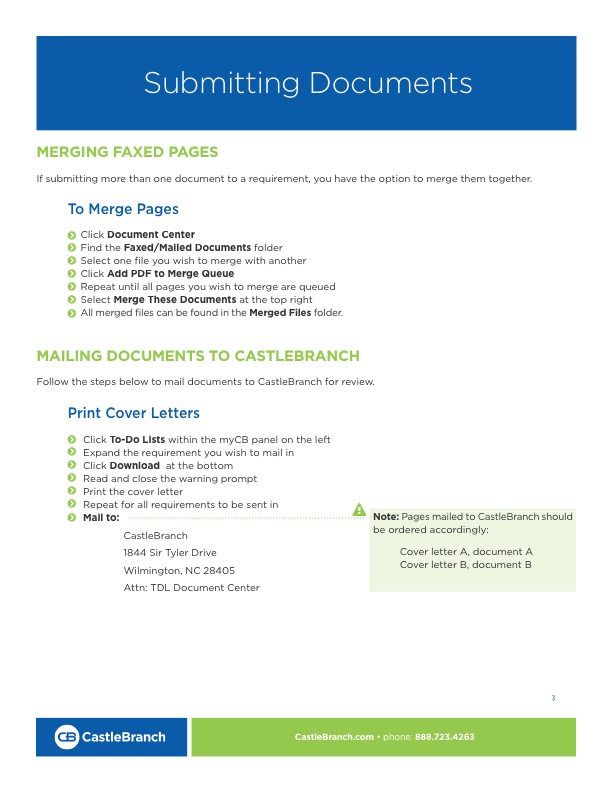 Submitting Documents
MERGING FAXED PAGES
If submitting more than one document to a requirement, you have the option to merge them together.
To Merge Pages
Click Document Center
Find the Faxed/Mailed Documents folder
Select one file you wish to merge with another
Click Add PDF to Merge Queue
Repeat until all pages you wish to merge are queued
Select Merge These Documents at the top right
All merged files can be found in the Merged Files folder.
MAILING DOCUMENTS TO CASTLEBRANCH
Follow the steps below to mail documents to CastleBranch for review.
Print Cover Letters
Click To-Do Lists within the myCB panel on the left
Expand the requirement you wish to mail in
Click Download at the bottom
Read and close the warning prompt
Print the cover letter
Repeat for all requirements to be sent in
Mail to:
CastleBranch
1844 Sir Tyler Drive
Wilmington, NC 28405
Attn: TDL Document Center
Note: Pages mailed to CastleBranch should
be ordered accordingly:
Cover letter A, document A
Cover letter B, document B
3
CB CastleBranch
CastleBranch.com • phone: 888.723.4263